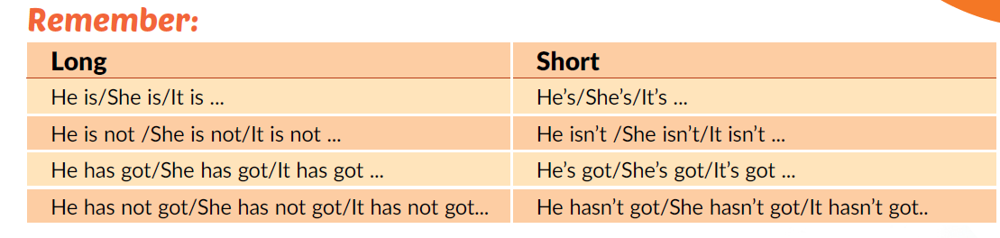 Remember:
Long Short
He is/She is/It is ... He’s/She’s/It’s ...
He is not /She is not/It is not ... He isn’t /She isn’t/It isn’t ...
He has got/She has got/It has got ... He’s got/She’s got/It’s got ...
He has not got/She has not got/It has not got... He hasn’t got/She hasn’t got/It hasn’t got..